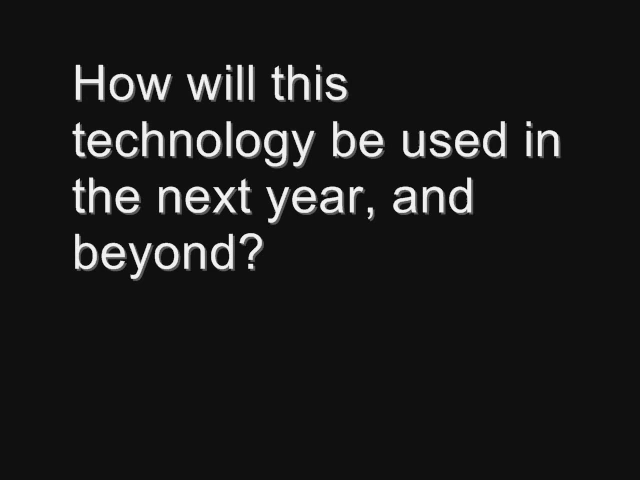 How will this
technology be used in
the next year, and
beyond?